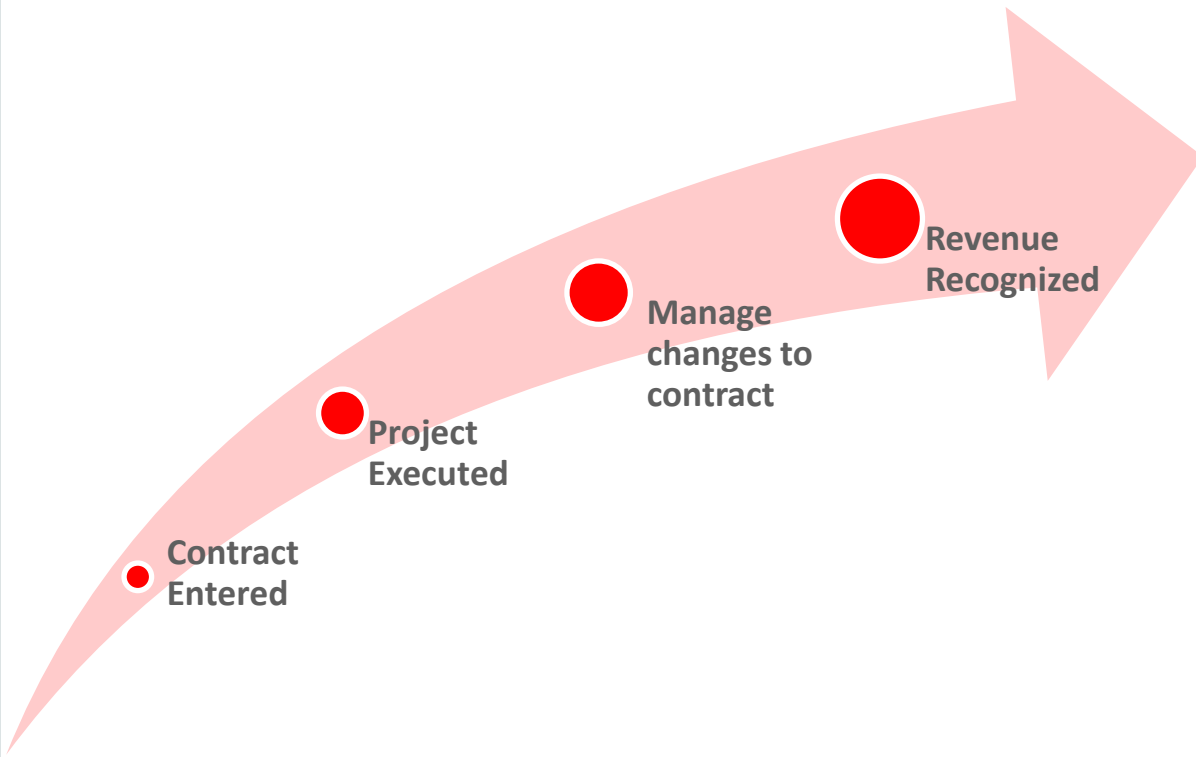 Contract
Entered
Project
Executed
Manage
changes to
contract
Revenue
Recognized